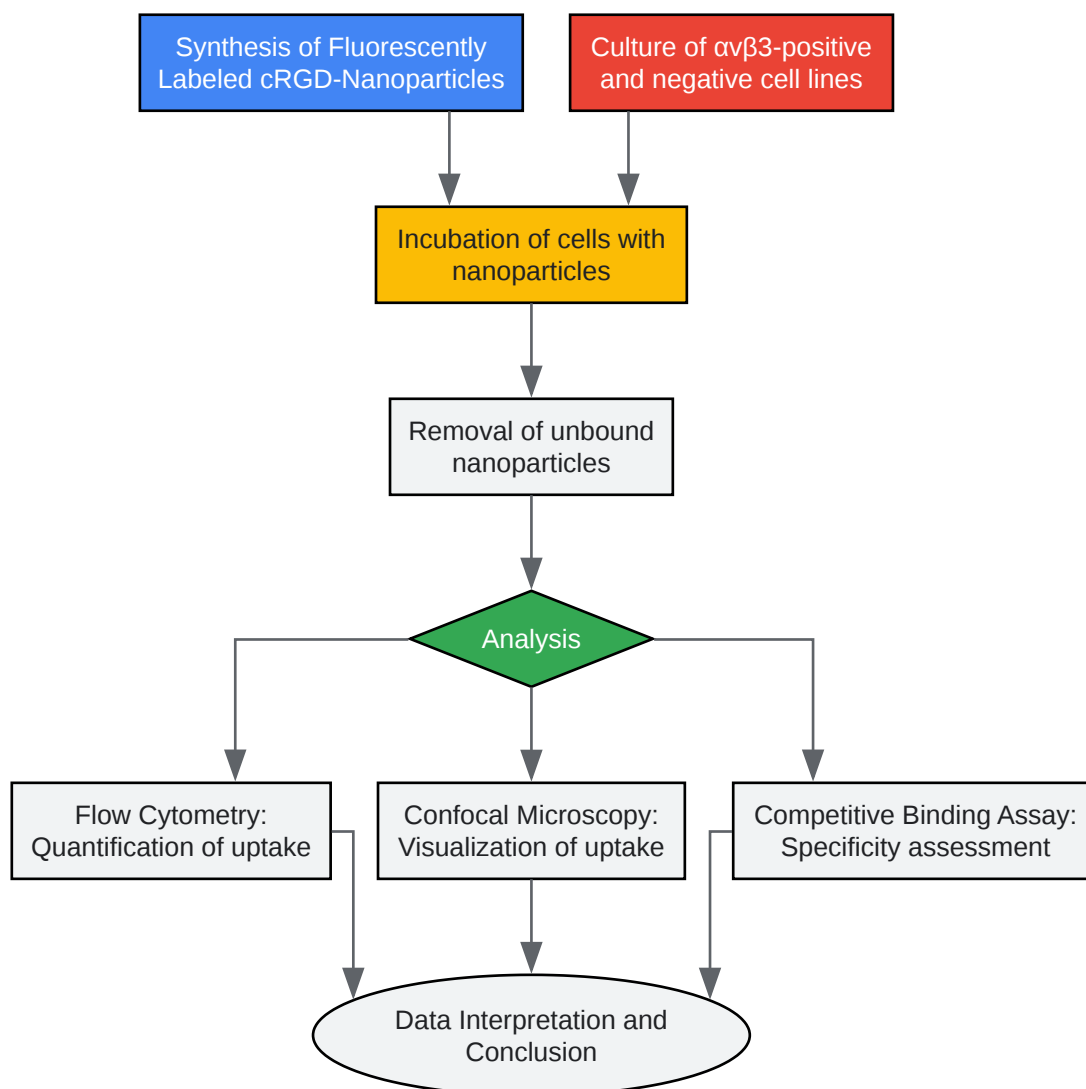 Synthesis of Fluorescently
Labeled cRGD-Nanoparticles
Culture of αvβ3-positive
and negative cell lines
Incubation of cells with
nanoparticles
Removal of unbound
nanoparticles
Analysis
Flow Cytometry:
Quantification of uptake
Confocal Microscopy:
Visualization of uptake
Competitive Binding Assay:
Specificity assessment
Data Interpretation and
Conclusion